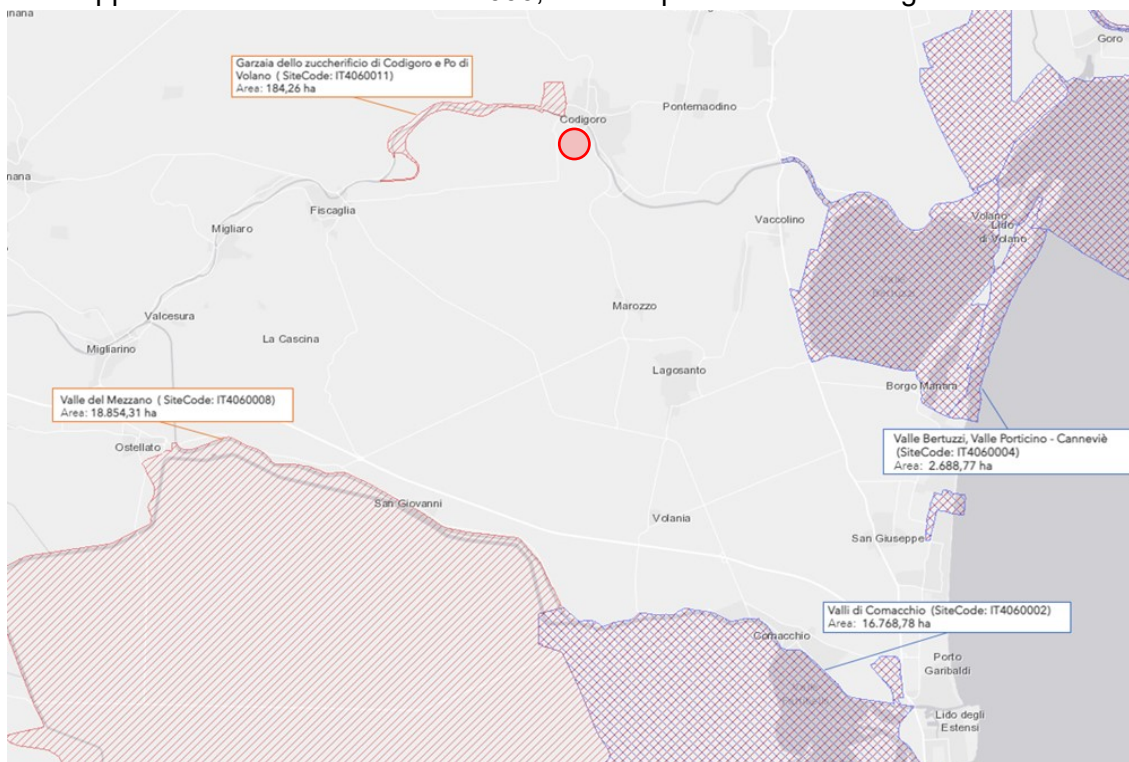 Goro
Garzaia dello zuccherificio di Codigoro e Po di
Volano ( SiteCode: IT4060011)
Area: 184,26 ha
Pontemaodino
Codigoro
Fiscaglia
Migliaro
Vaccolino
Volano
Lido
di Volano
Marozzo
Valcesura
La Cascina
Migliarino
Lagosanto
Borgo Manara
Valle del Mezzano ( SiteCode: IT4060008)
Area: 18.854,31 ha
Ostellato
Valle Bertuzzi, Valle Porticino - Canneviè
(SiteCode: IT4060004)
Area: 2.688,77 ha
San Giovanni
Volania
San Giuseppe
Valli di Comacchio (SiteCode: IT4060002)
Area: 16.768,78 ha
Comacchio
Porto
Garibaldi
Lido degli
Estensi